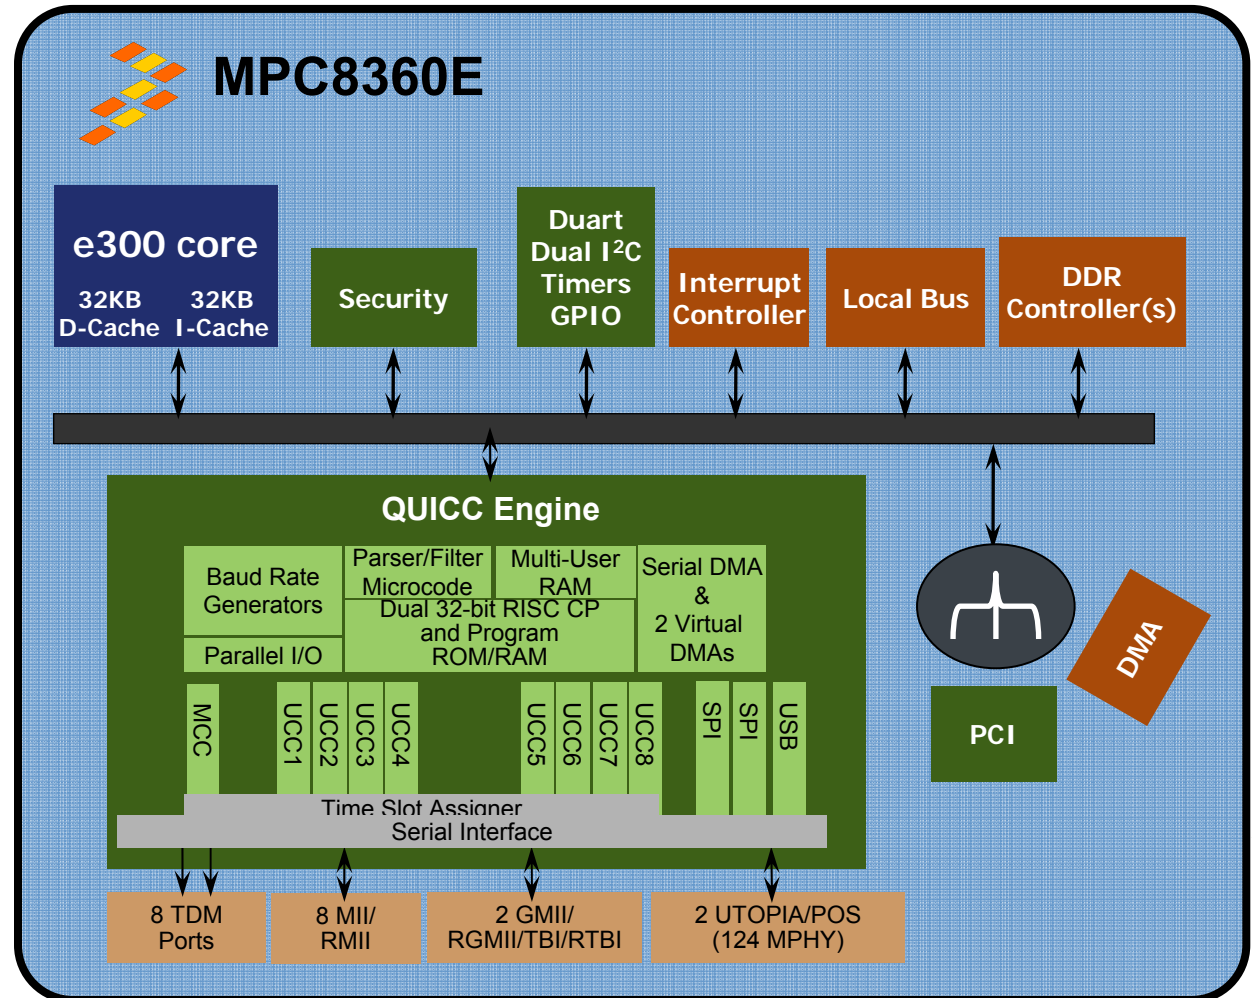 MPC8360E
e300 core
32KB
D-Cache
32KB
I-Cache
Security
Duart
Dual I²C
Timers
GPIO
Interrupt
Controller
Local Bus
DDR
Controller(s)
QUICC Engine
Baud Rate
Generators
Parallel I/O
Parser/Filter
Microcode
Multi-User
RAM
Dual 32-bit RISC CP
and Program
ROM/RAM
Serial DMA
&
2 Virtual
DMAs
MCC
UCC1
UCC2
UCC3
UCC4
UCC5
UCC6
UCC7
UCC8
SPI
SPI
USB
Time Slot Assigner
Serial Interface
DMA
PCI
8 TDM
Ports
8 MII/
RMII
2 GMII/
RGMII/TBI/RTBI
2 UTOPIA/POS
(124 MPHY)